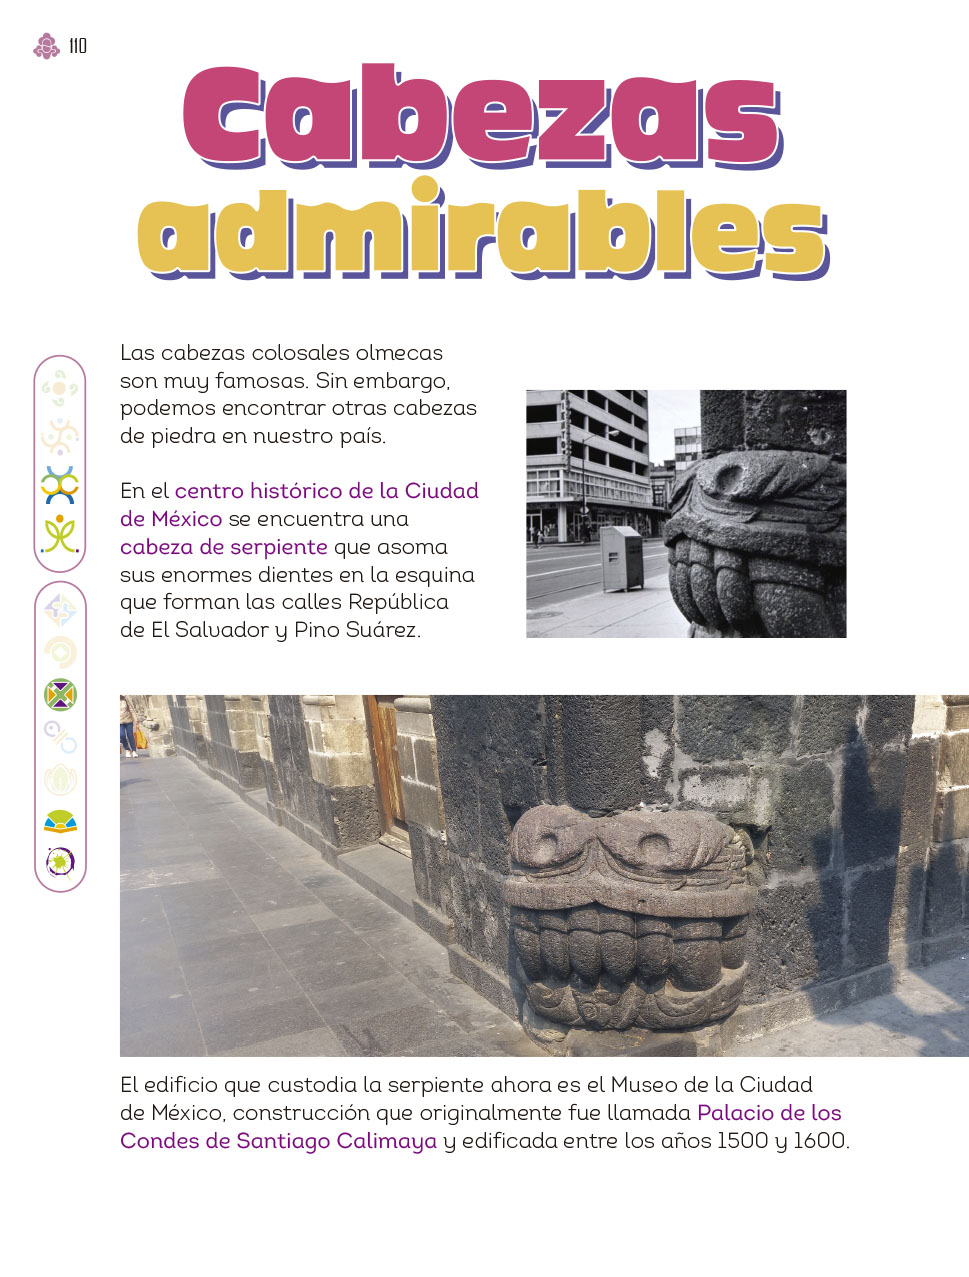 110
Cabezas
admirables
Las cabezas colosales olmecas
son muy famosas. Sin embargo,
podemos encontrar otras cabezas
de piedra en nuestro país.
En el centro histórico de la Ciudad
de México se encuentra una
cabeza de serpiente que asoma
sus enormes dientes en la esquina
que forman las calles República
de El Salvador y Pino Suárez.
El edificio que custodia la serpiente ahora es el Museo de la Ciudad
de México, construcción que originalmente fue llamada Palacio de los
Condes de Santiago Calimaya y edificada entre los años 1500 y 1600.